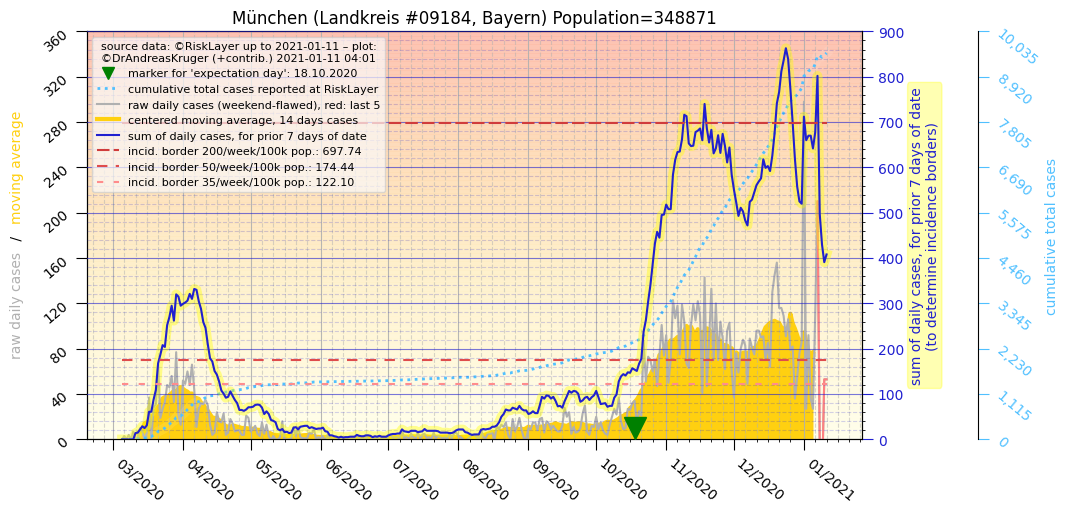 München (Landkreis #09184, Bayern) Population=348871
source data: ©RiskLayer up to 2021-01-11 – plot:
©DrAndreasKruger (+contrib.) 2021-01-11 04:01
marker for 'expectation day': 18.10.2020
cumulative total cases reported at RiskLayer
raw daily cases (weekend-flawed), red: last 5
centered moving average, 14 days cases
sum of daily cases, for prior 7 days of date
incid. border 200/week/100k pop.: 697.74
incid. border 50/week/100k pop.: 174.44
incid. border 35/week/100k pop.: 122.10
raw daily cases / moving average
360
320
280
240
200
160
120
80
40
0
03/2020
04/2020
05/2020
06/2020
07/2020
08/2020
09/2020
10/2020
11/2020
12/2020
01/2021
900
800
700
600
500
400
300
200
100
0
sum of daily cases, for prior 7 days of date
(to determine incidence borders)
10,035
8,920
7,805
6,690
5,575
4,460
3,345
2,230
1,115
0
cumulative total cases